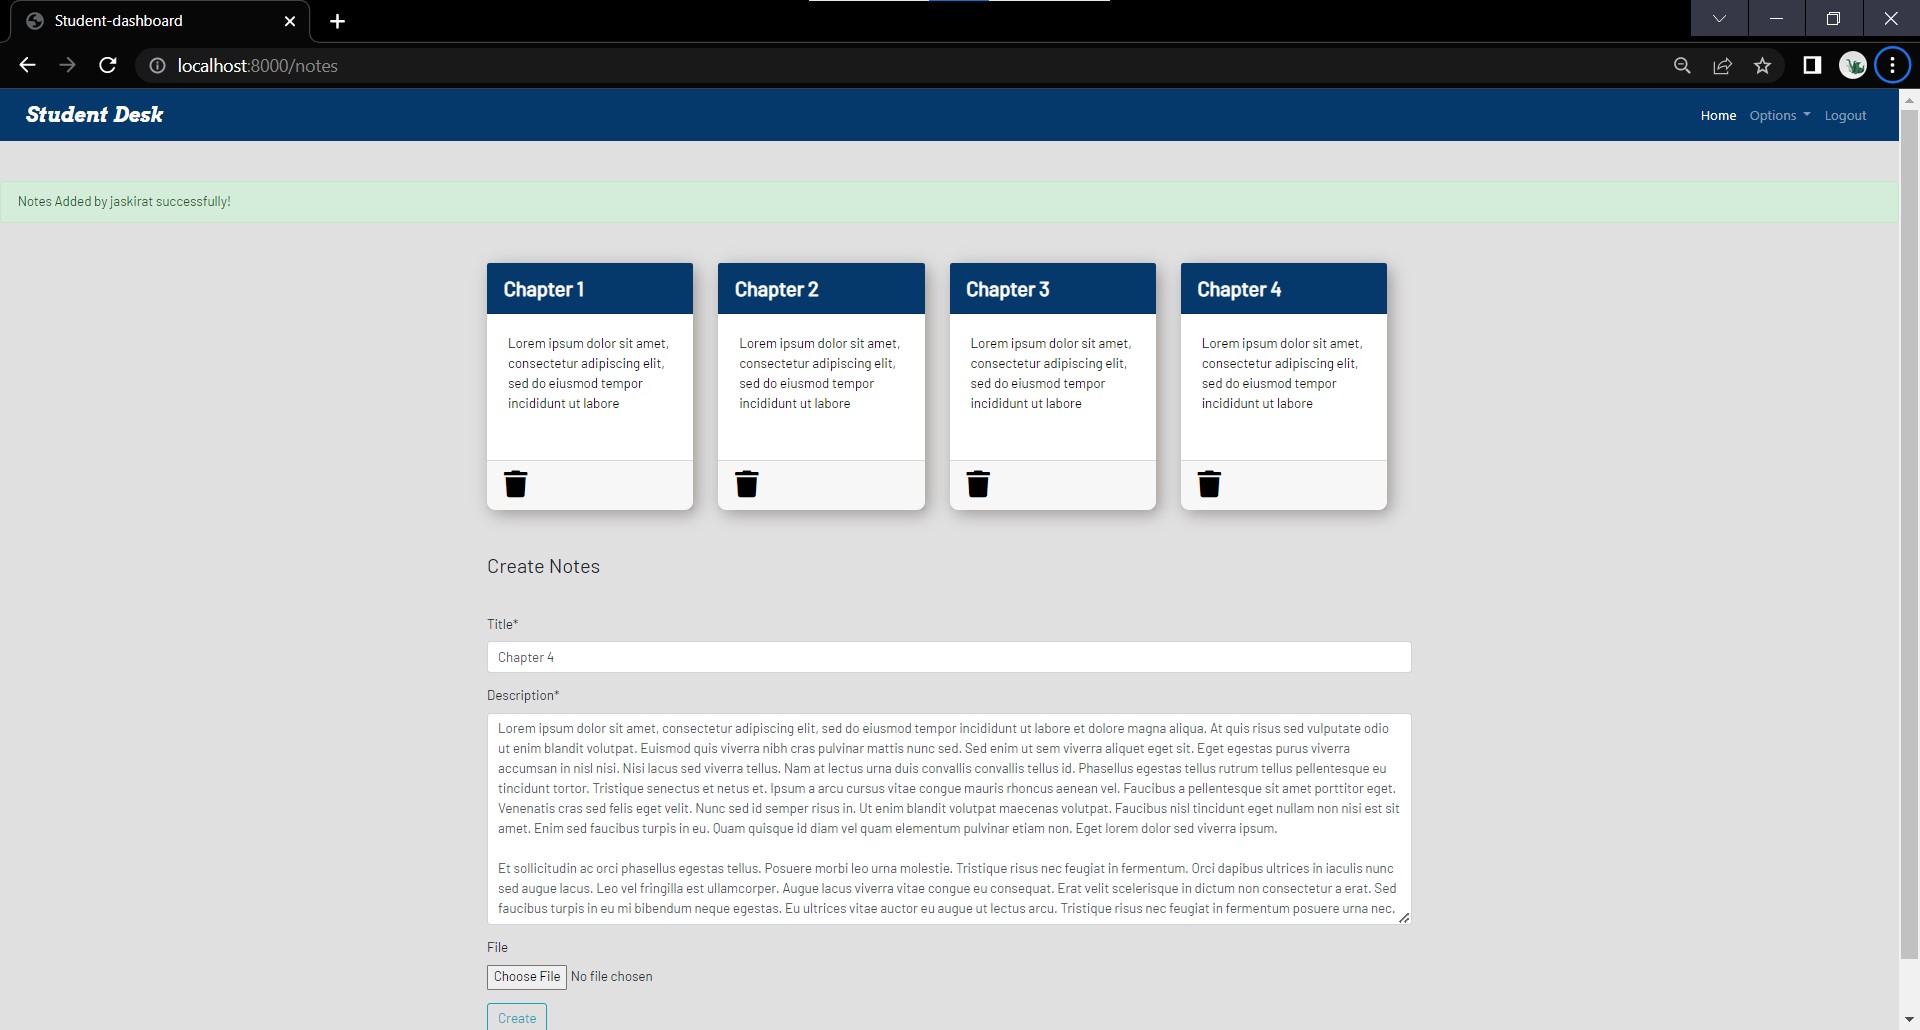 Student-dashboard
localhost:8000/notes
Student Desk
Home Options Logout
Notes Added by jaskirat successfully!
Chapter 1
Lorem ipsum dolor sit amet,
consectetur adipiscing elit,
sed do eiusmod tempor
incididunt ut labore
Chapter 2
Lorem ipsum dolor sit amet,
consectetur adipiscing elit,
sed do eiusmod tempor
incididunt ut labore
Chapter 3
Lorem ipsum dolor sit amet,
consectetur adipiscing elit,
sed do eiusmod tempor
incididunt ut labore
Chapter 4
Lorem ipsum dolor sit amet,
consectetur adipiscing elit,
sed do eiusmod tempor
incididunt ut labore
Create Notes
Title*
Chapter 4
Description*
Lorem ipsum dolor sit amet, consectetur adipiscing elit, sed do eiusmod tempor incididunt ut labore et dolore magna aliqua. At quis risus sed vulputate odio
ut enim blandit volutpat. Euismod quis viverra nibh cras pulvinar mattis nunc sed. Sed enim ut sem viverra aliquet eget sit. Eget egestas purus viverra
accumsan in nisl nisi. Nisi lacus sed viverra tellus. Nam at lectus urna duis convallis convallis tellus id. Phasellus egestas tellus rutrum tellus pellentesque eu
tincidunt tortor. Tristique senectus et netus et. Ipsum a arcu cursus vitae congue mauris rhoncus aenean vel. Faucibus a pellentesque sit amet porttitor eget.
Venenatis cras sed felis eget velit. Nunc sed id semper risus in. Ut enim blandit volutpat maecenas volutpat. Faucibus nisl tincidunt eget nullam non nisi est sit
amet. Enim sed faucibus turpis in eu. Quam quisque id diam vel quam elementum pulvinar etiam non. Eget lorem dolor sed viverra ipsum.
Et sollicitudin ac orci phasellus egestas tellus. Posuere morbi leo urna molestie. Tristique risus nec feugiat in fermentum. Orci dapibus ultrices in iaculis nunc
sed augue lacus. Leo vel fringilla est ullamcorper. Augue lacus viverra vitae congue eu consequat. Erat velit scelerisque in dictum non consectetur a erat. Sed
faucibus turpis in eu mi bibendum neque egestas. Eu ultrices vitae auctor eu augue ut lectus arcu. Tristique risus nec feugiat in fermentum posuere urna nec.
File
Choose File No file chosen
Create